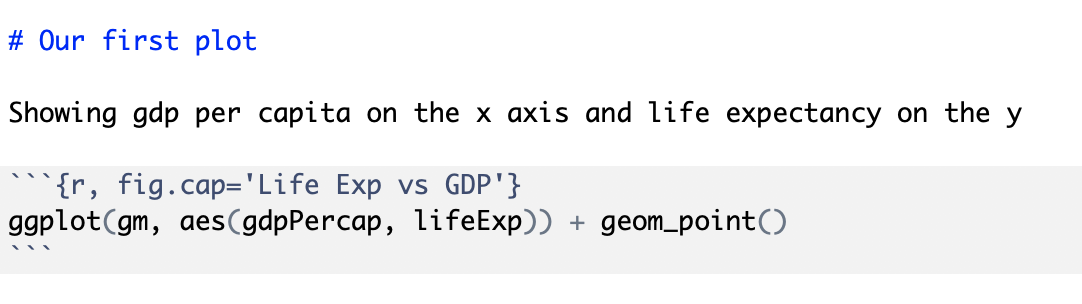 # Our first plot
Showing gdp per capita on the x axis and life expectancy on the y
```{r, fig.cap='Life Exp vs GDP'}
ggplot(gm, aes(gdpPercap, lifeExp)) + geom_point()
```